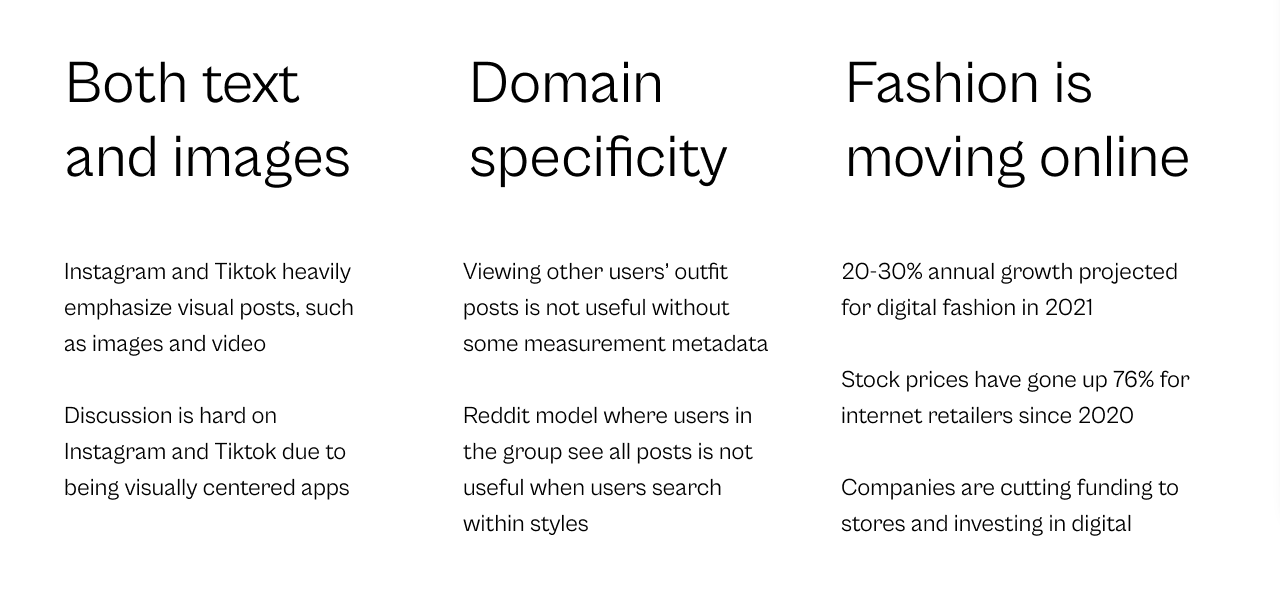 Both text
and images
Instagram and Tiktok heavily
emphasize visual posts, such
as images and video
Discussion is hard on
Instagram and Tiktok due to
being visually centered apps
Domain
specificity
Viewing other users’ outfit
posts is not useful without
some measurement metadata
Reddit model where users in
the group see all posts is not
useful when users search
within styles
Fashion is
moving online
20-30% annual growth projected
for digital fashion in 2021
Stock prices have gone up 76% for
internet retailers since 2020
Companies are cutting funding to
stores and investing in digital